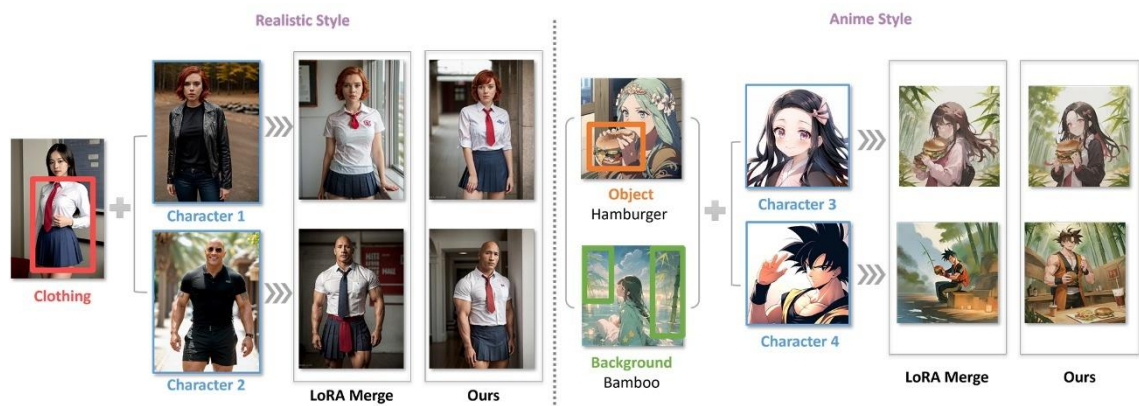 Realistic Style
Anime Style
Clothing
Character 1
Character 2
LoRA Merge
Ours
Object
Hamburger
Background
Bamboo
Character 3
Character 4
LoRA Merge
Ours